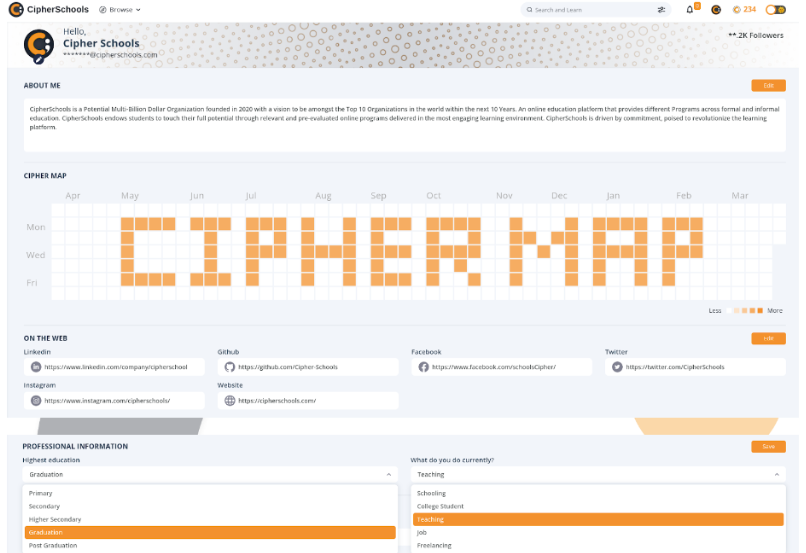 CipherSchools
Browse
Search and Learn
0
234
Hello,
Cipher Schools
*******@cipherschools.com
**.2K Followers
ABOUT ME
Edit
CipherSchools is a Potential Multi-Billion Dollar Organization founded in 2020 with a vision to be amongst the Top 10 Organizations in the world within the next 10 Years. An online education platform that provides different Programs across formal and informal
education. CipherSchools endows students to touch their full potential through relevant and pre-evaluated online programs delivered in the most engaging learning environment. CipherSchools is driven by commitment, poised to revolutionize the learning
platform.
CIPHER MAP
Apr May Jun Jul Aug Sep Oct Nov Dec Jan Feb Mar
Mon
Wed
Fri
CIPHER MAP
Less More
ON THE WEB
Edit
Linkedin Github Facebook Twitter
https://www.linkedin.com/company/cipherschool https://github.com/Cipher-Schools https://www.facebook.com/schoolsCipher/ https://twitter.com/CipherSchools
Instagram Website
https://www.instagram.com/cipherschools/ https://cipherschools.com/
PROFESSIONAL INFORMATION
Save
Highest education What do you do currently?
Graduation Teaching
Primary Schooling
Secondary College Student
Higher Secondary Teaching
Graduation Job
Post Graduation Freelancing